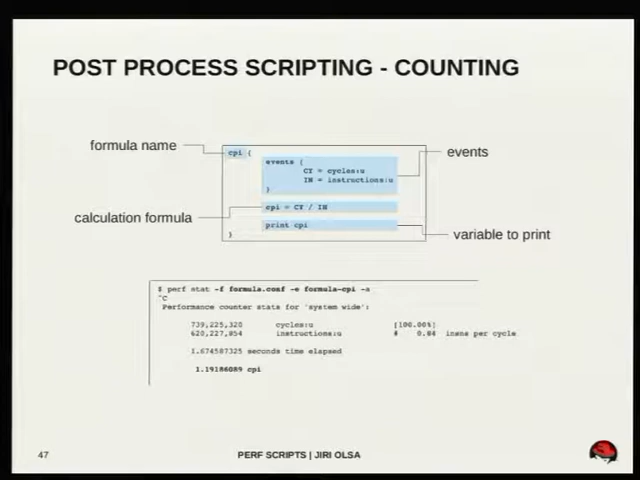 POST PROCESS SCRIPTING - COUNTING
formula name
cpi {
events {
CY = cycles:u
IN = instructions:u
}
events
calculation formula
cpi = CY / IN
print cpi
variable to print
}
$ perf stat -f formula.conf -e formula-cpi -a
^C
Performance counter stats for 'system wide':
739,225,320 cycles:u [100.00%]
620,227,854 instructions:u # 0.84 insns per cycle
1.674587325 seconds time elapsed
1.19186089 cpi
47
PERF SCRIPTS | JIRI OLSA